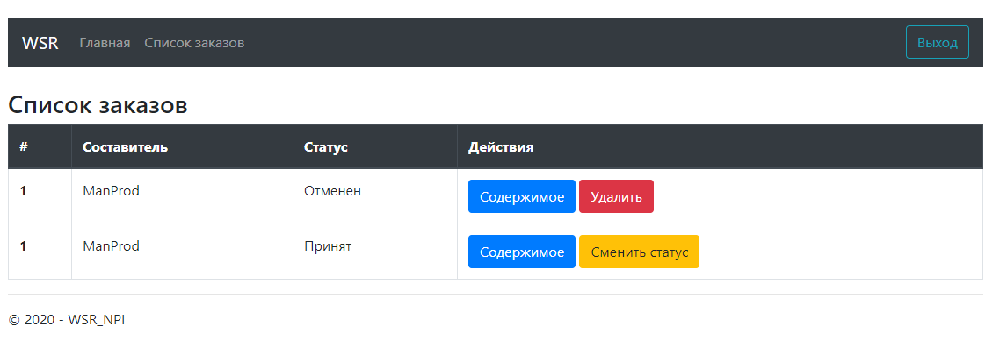 WSR Главная Список заказов Выход
Список заказов
# Составитель Статус Действия
1 ManProd Отменен Содержимое Удалить
1 ManProd Принят Содержимое Сменить статус
© 2020 - WSR_NPI